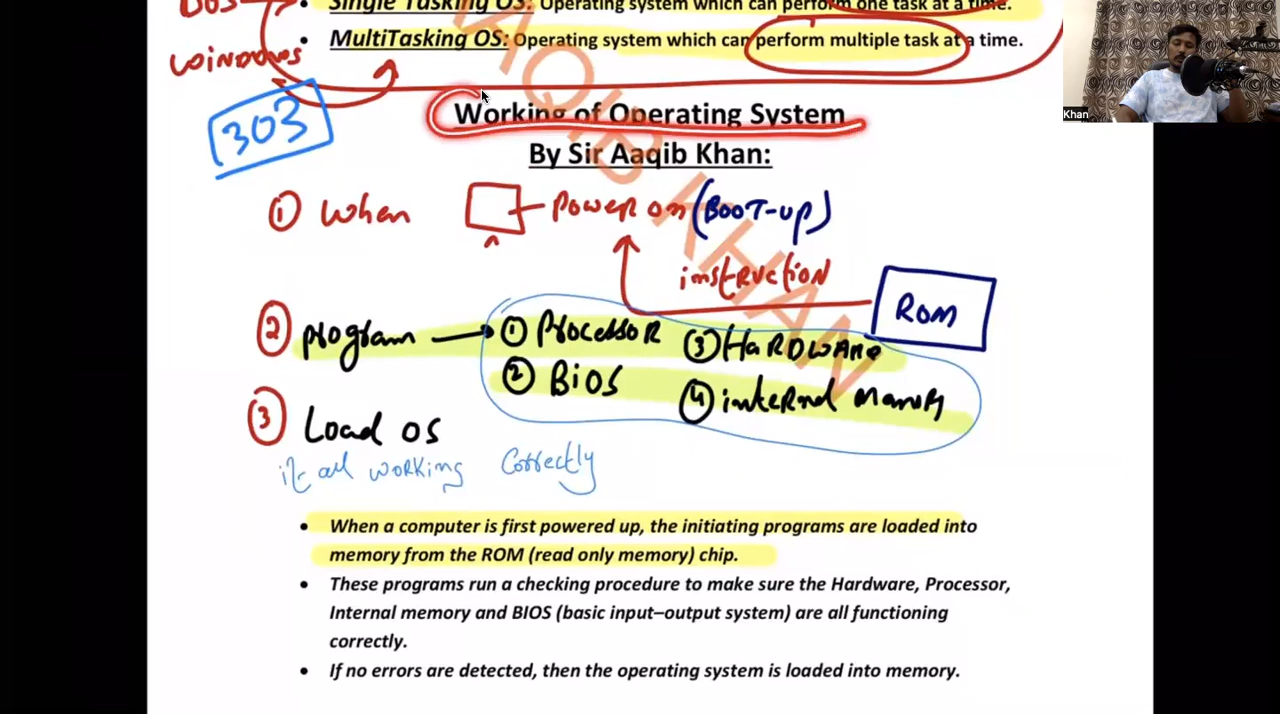 DOS
Single Tasking OS: Operating system which can perform one task at a time.
MultiTasking OS: Operating system which can perform multiple task at a time.
Windows
303
Working of Operating System
By Sir Aaqib Khan:
① When Power on (BOOT-UP)
instruction
ROM
② Program ① Processor ③ HARDWARE
② BiOS ④ internal
③ Load OS
if all working Correctly
• When a computer is first powered up, the initiating programs are loaded into
memory from the ROM (read only memory) chip.
• These programs run a checking procedure to make sure the Hardware, Processor,
Internal memory and BIOS (basic input–output system) are all functioning
correctly.
• If no errors are detected, then the operating system is loaded into memory.
AAQIB KHAN
Khan